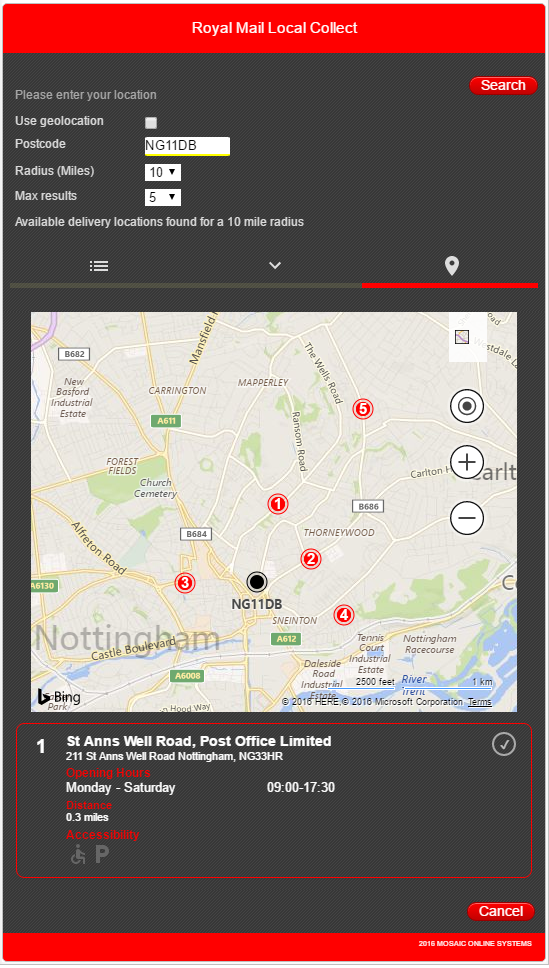 Royal Mail Local Collect
Search
Please enter your location
Use geolocation
Postcode NG11DB
Radius (Miles) 10
Max results 5
Available delivery locations found for a 10 mile radius
B682
Mansfield
The Wells Road
New
Basford
Industrial
Estate
MAPPERLEY
CARRINGTON
A611
5
Ransom Road
FOREST
FIELDS
Church
Cemetery
Carlton
1
B686
B684
THORNEYWOOD
Alfreton Road
2
A6130
3
NG11DB
4
SNEINTON
Nottingham
Castle Boulevard
A612
Tennis
Court
Industrial
Estate
Nottingham
Racecourse
Daleside
Road
Industrial
Estate
A6008
River
Trent
2500 feet 1 km
Bing
© 2016 HERE, © 2016 Microsoft Corporation Terms
1 St Anns Well Road, Post Office Limited
211 St Anns Well Road Nottingham, NG33HR
Opening Hours
Monday - Saturday 09:00-17:30
Distance
0.3 miles
Accessibility
P
Cancel
2016 MOSAIC ONLINE SYSTEMS